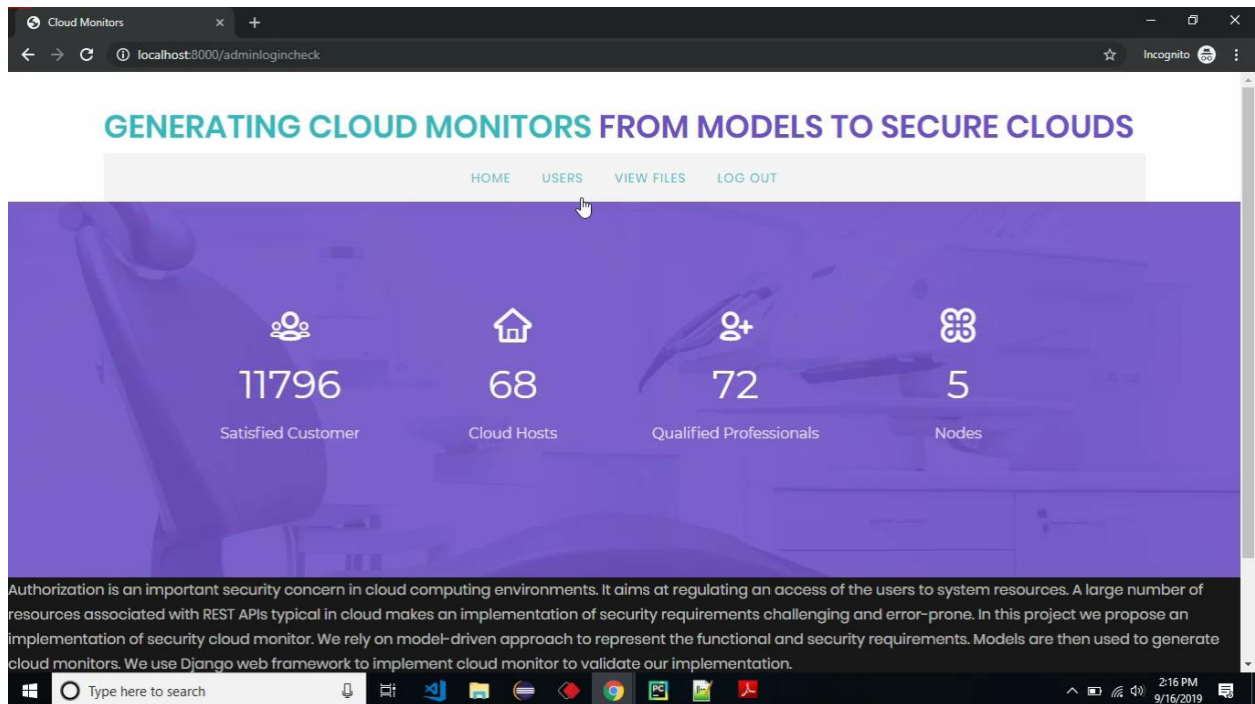 Cloud Monitors
localhost:8000/adminlogincheck
Incognito
GENERATING CLOUD MONITORS FROM MODELS TO SECURE CLOUDS
HOME USERS VIEW FILES LOG OUT
11796 68 72 5
Satisfied Customer Cloud Hosts Qualified Professionals Nodes
Authorization is an important security concern in cloud computing environments. It aims at regulating an access of the users to system resources. A large number of
resources associated with REST APIs typical in cloud makes an implementation of security requirements challenging and error-prone. In this project we propose an
implementation of security cloud monitor. We rely on model-driven approach to represent the functional and security requirements. Models are then used to generate
cloud monitors. We use Django web framework to implement cloud monitor to validate our implementation.
Type here to search
PC
2:16 PM
9/16/2019